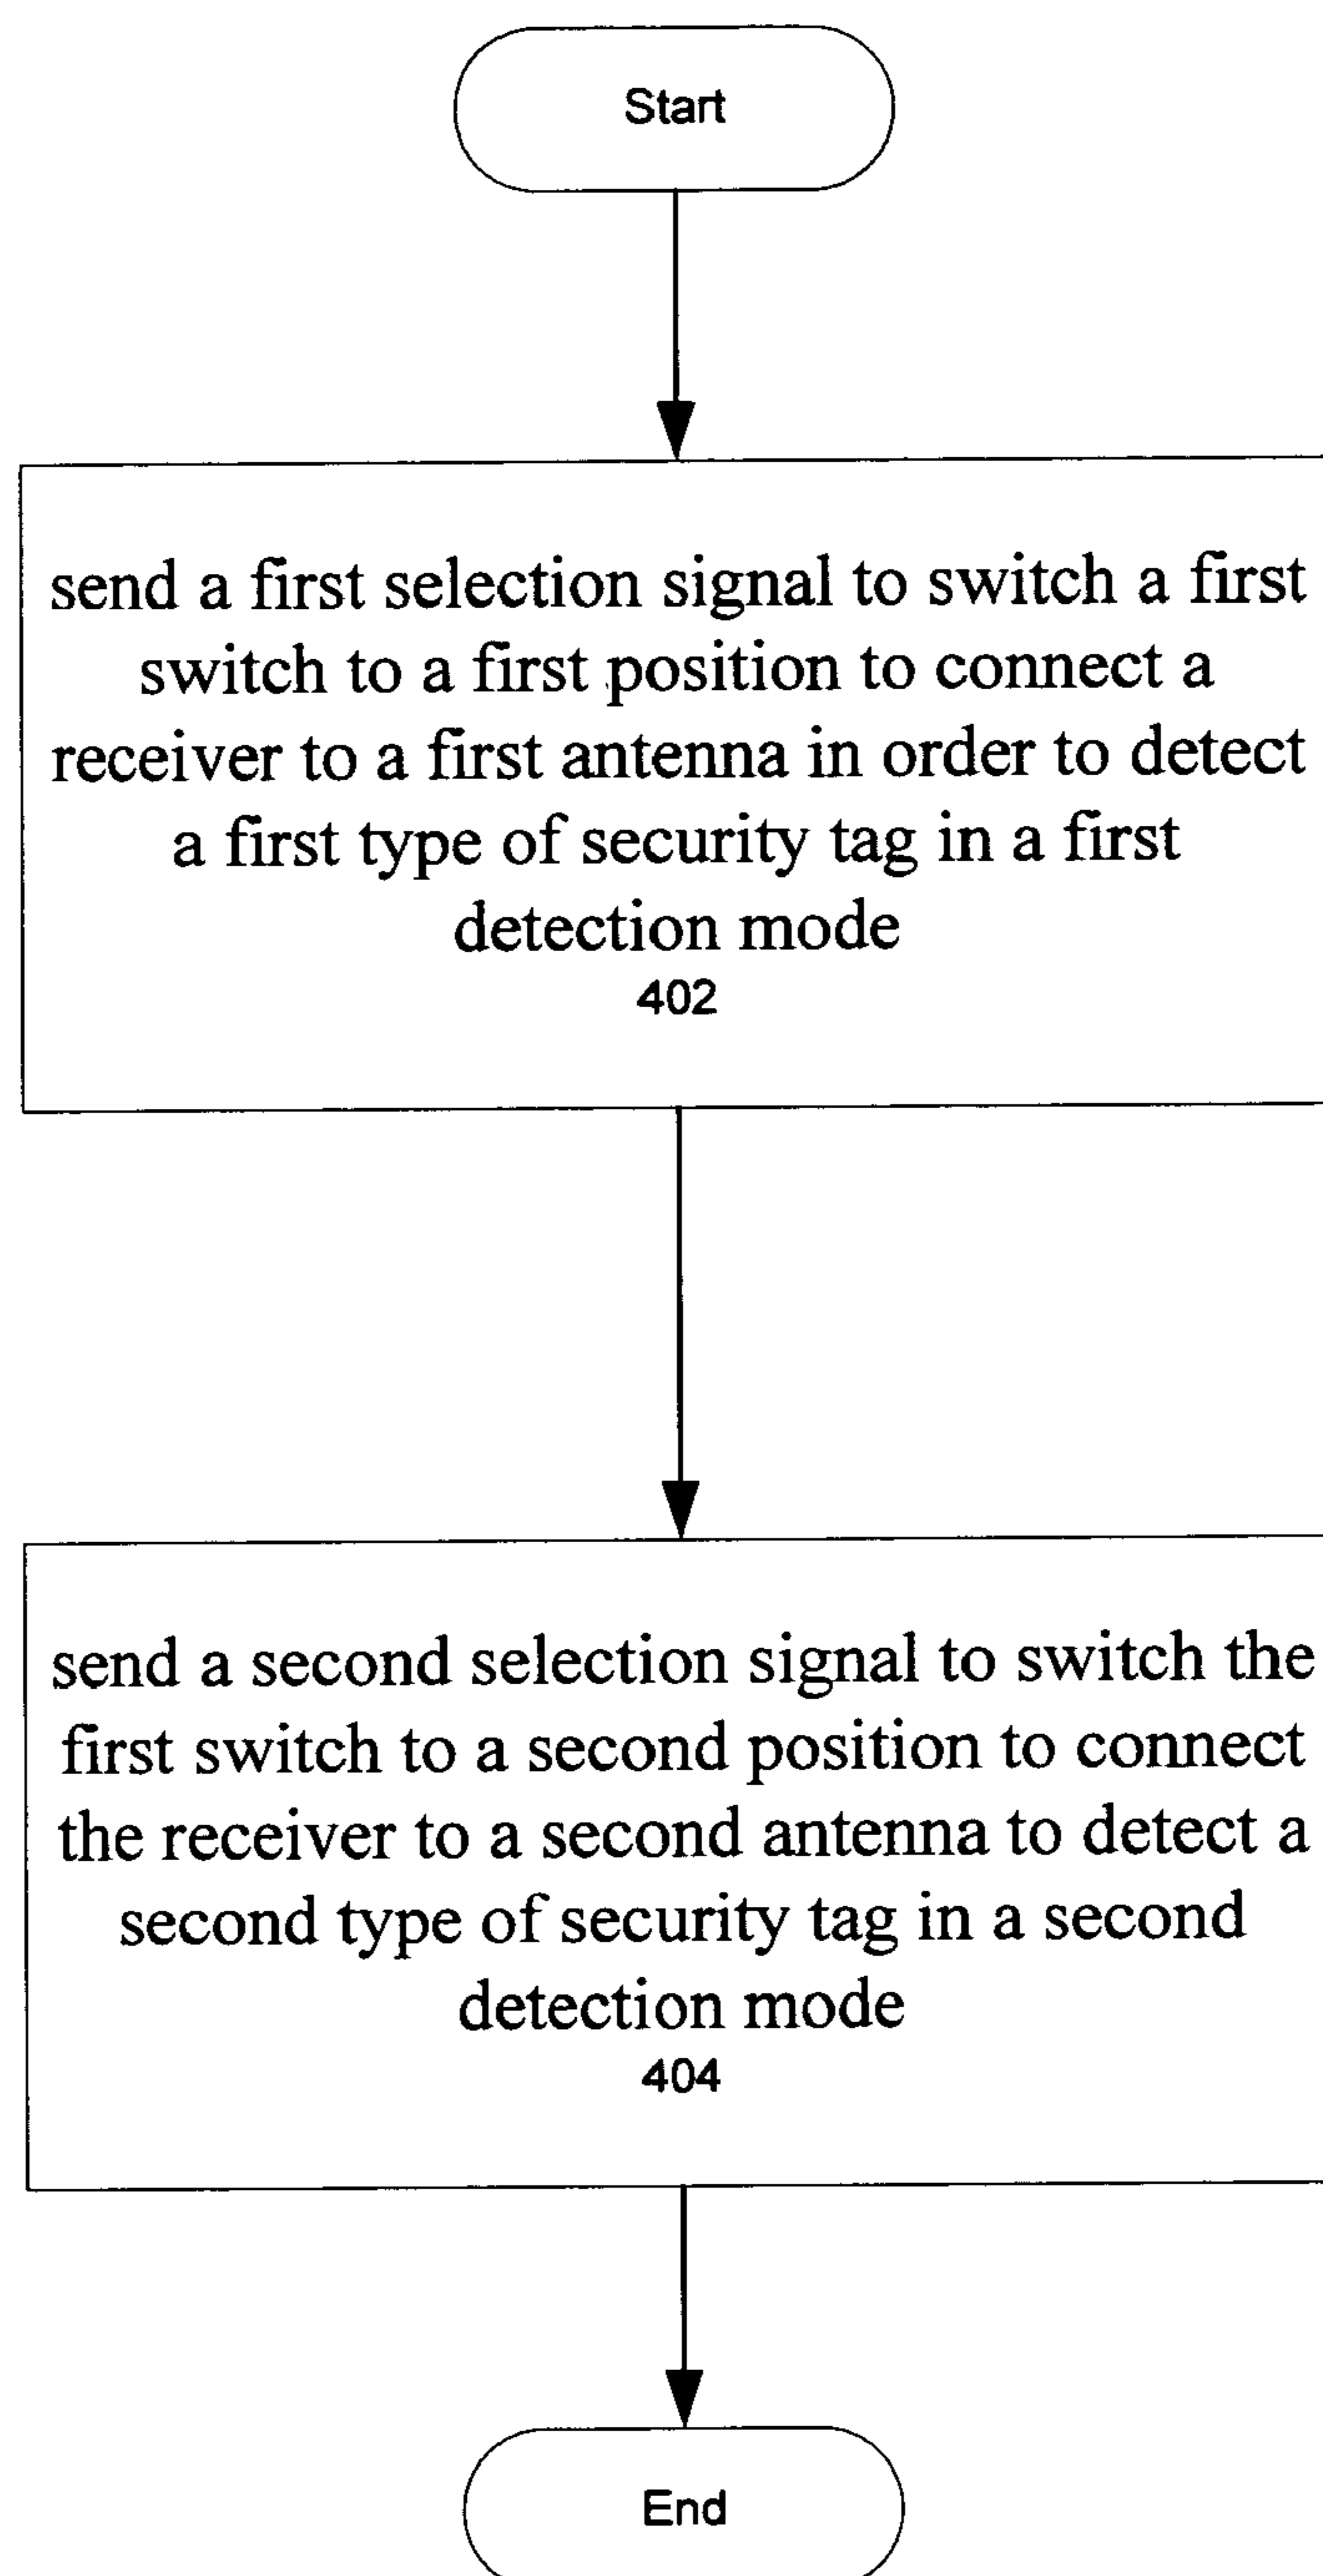 Start
send a first selection signal to switch a first
switch to a first position to connect a
receiver to a first antenna in order to detect
a first type of security tag in a first
detection mode
402
send a second selection signal to switch the
first switch to a second position to connect
the receiver to a second antenna to detect a
second type of security tag in a second
detection mode
404
End